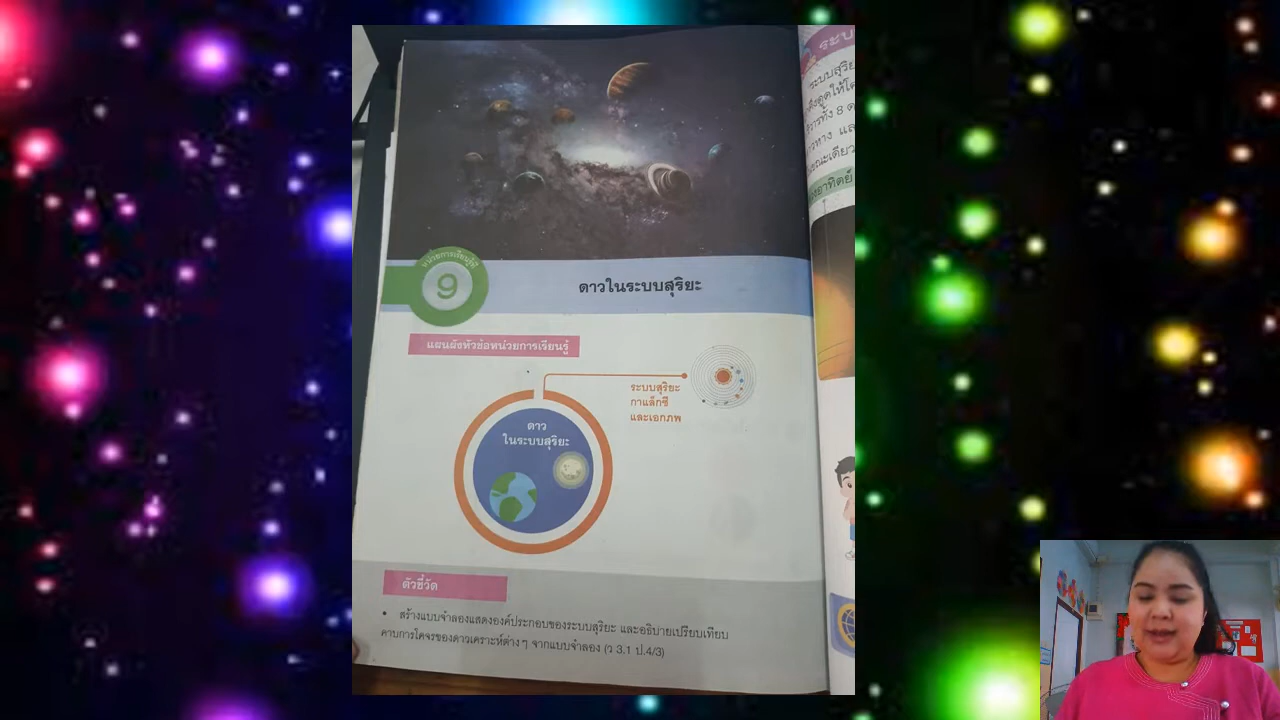 หน่วยการเรียนรู้ที่
9
ดาวในระบบสุริยะ
แผนผังหัวข้อหน่วยการเรียนรู้
ระบบสุริยะ
กาแล็กซี
และเอกภพ
ดาว
ในระบบสุริยะ
ตัวชี้วัด
• สร้างแบบจำลองแสดงองค์ประกอบของระบบสุริยะ และอธิบายเปรียบเทียบ
คาบการโคจรของดาวเคราะห์ต่าง ๆ จากแบบจำลอง (ว 3.1 ป.4/3)